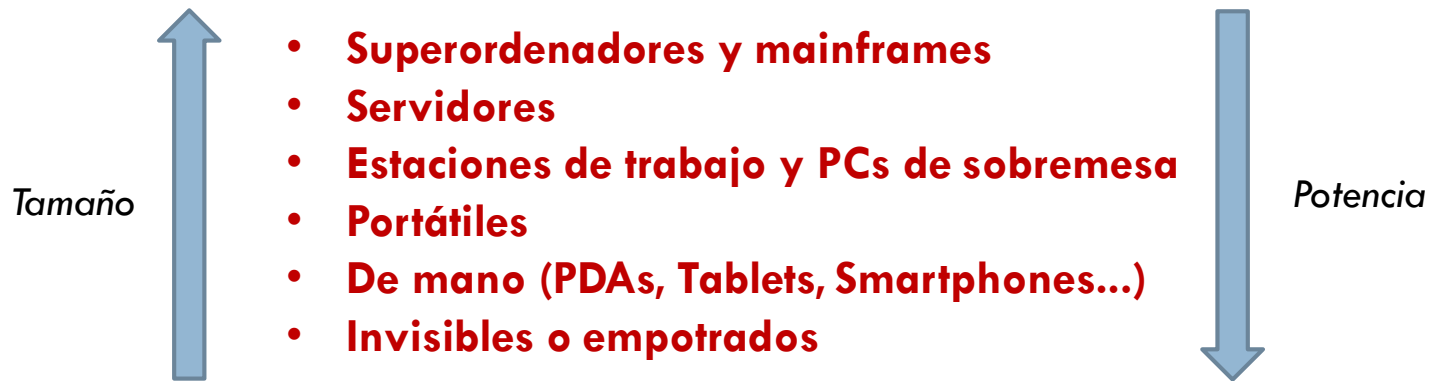 • Superordenadores y mainframes
• Servidores
• Estaciones de trabajo y PCs de sobremesa
Tamaño
Potencia
• Portátiles
• De mano (PDAs, Tablets, Smartphones...)
• Invisibles o empotrados